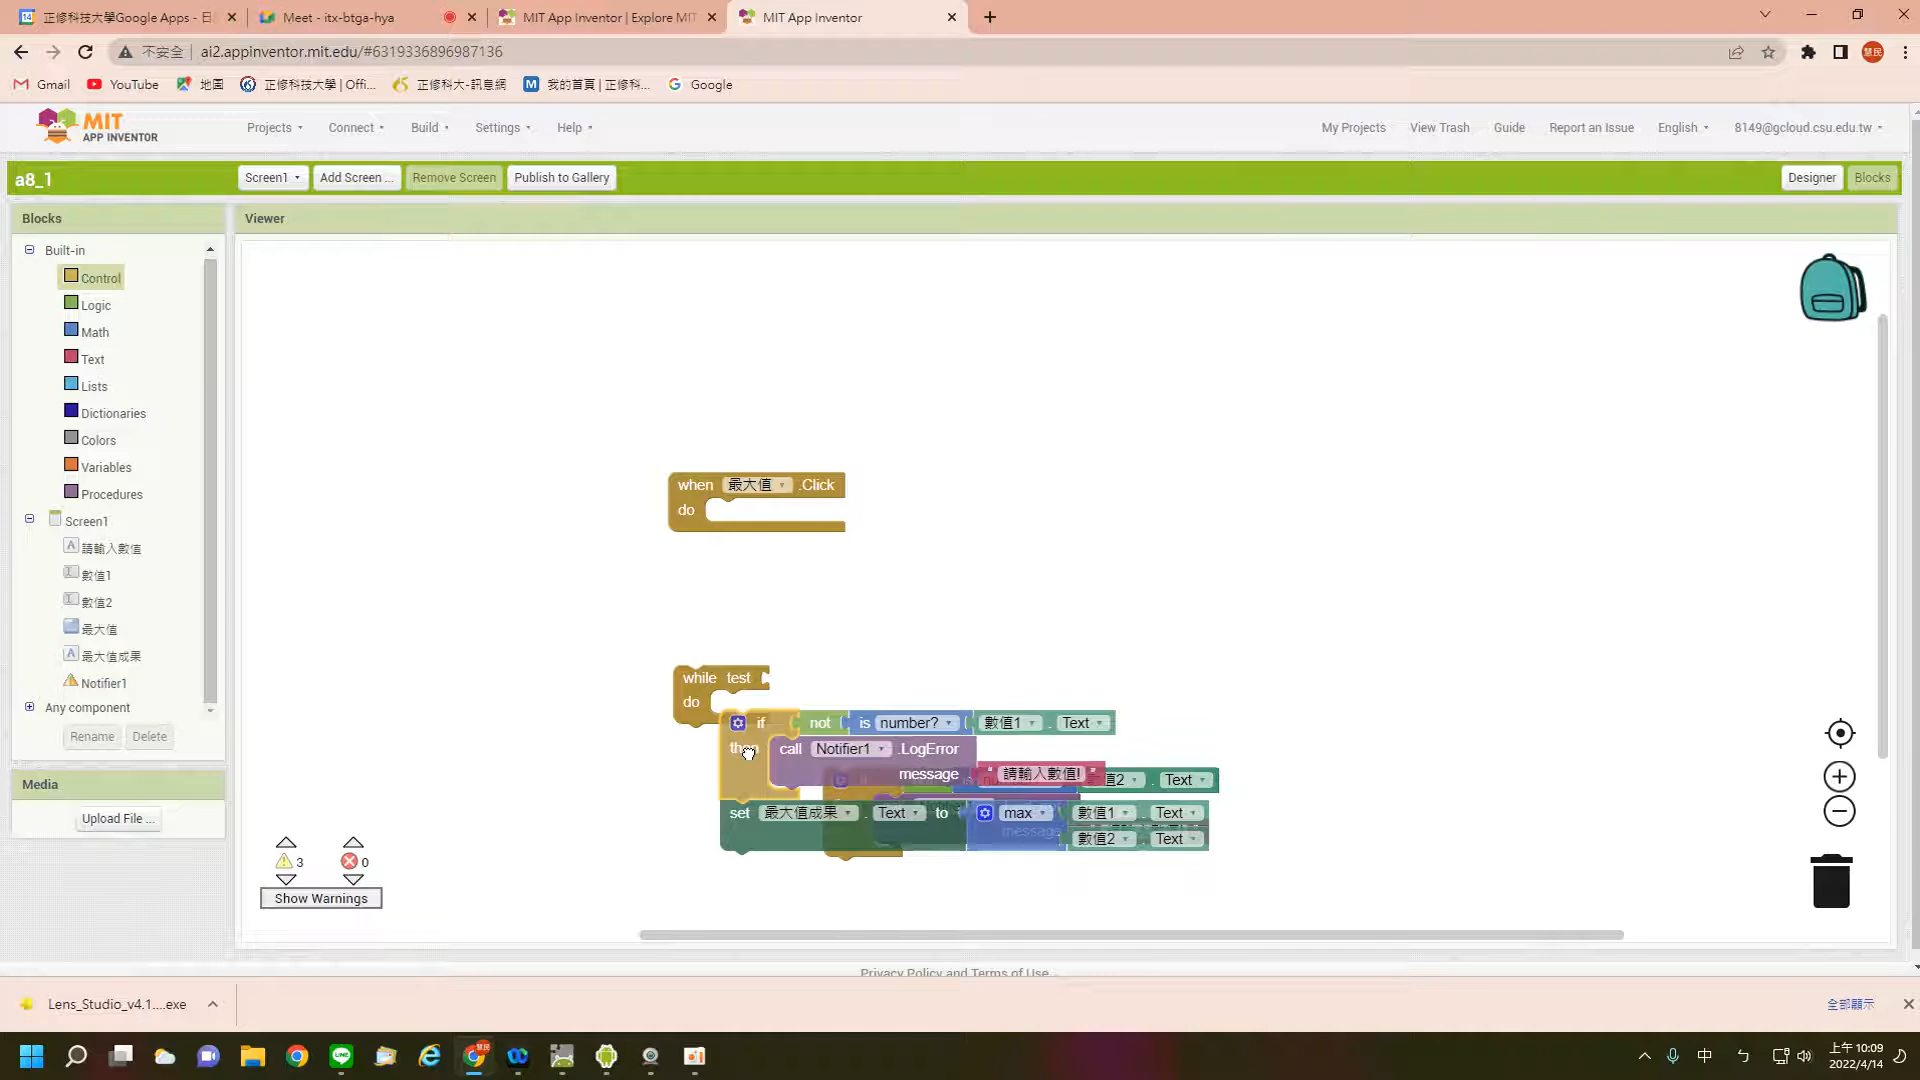 正修科技大學Google Apps - 日
Meet - itx-btga-hya
MIT App Inventor | Explore MIT
MIT App Inventor
不安全 | ai2.appinventor.mit.edu/#6319336896987136
慧民
Gmail
YouTube
地圖
正修科技大學 | Offi...
正修科大-訊息網
我的首頁 | 正修科...
Google
MIT
APP INVENTOR
Projects
Connect
Build
Settings
Help
My Projects
View Trash
Guide
Report an Issue
English
8149@gcloud.csu.edu.tw
a8_1
Screen1
Add Screen ...
Remove Screen
Publish to Gallery
Designer
Blocks
Blocks
Viewer
Built-in
Control
Logic
Math
Text
Lists
Dictionaries
Colors
Variables
Procedures
Screen1
請輸入數值
數值1
數值2
最大值
最大值成果
Notifier1
Any component
Rename
Delete
Media
Upload File ...
when 最大值 .Click
do
while test
do
if not is number? 數值1 . Text
then call Notifier1 .LogError
message " 請輸入數值! "
值2 . Text
set 最大值成果 . Text to max 數值1 . Text
message
數值2 . Text
3
0
Show Warnings
Privacy Policy and Terms of Use
Lens_Studio_v4.1....exe
全部顯示
中
上午 10:09
2022/4/14